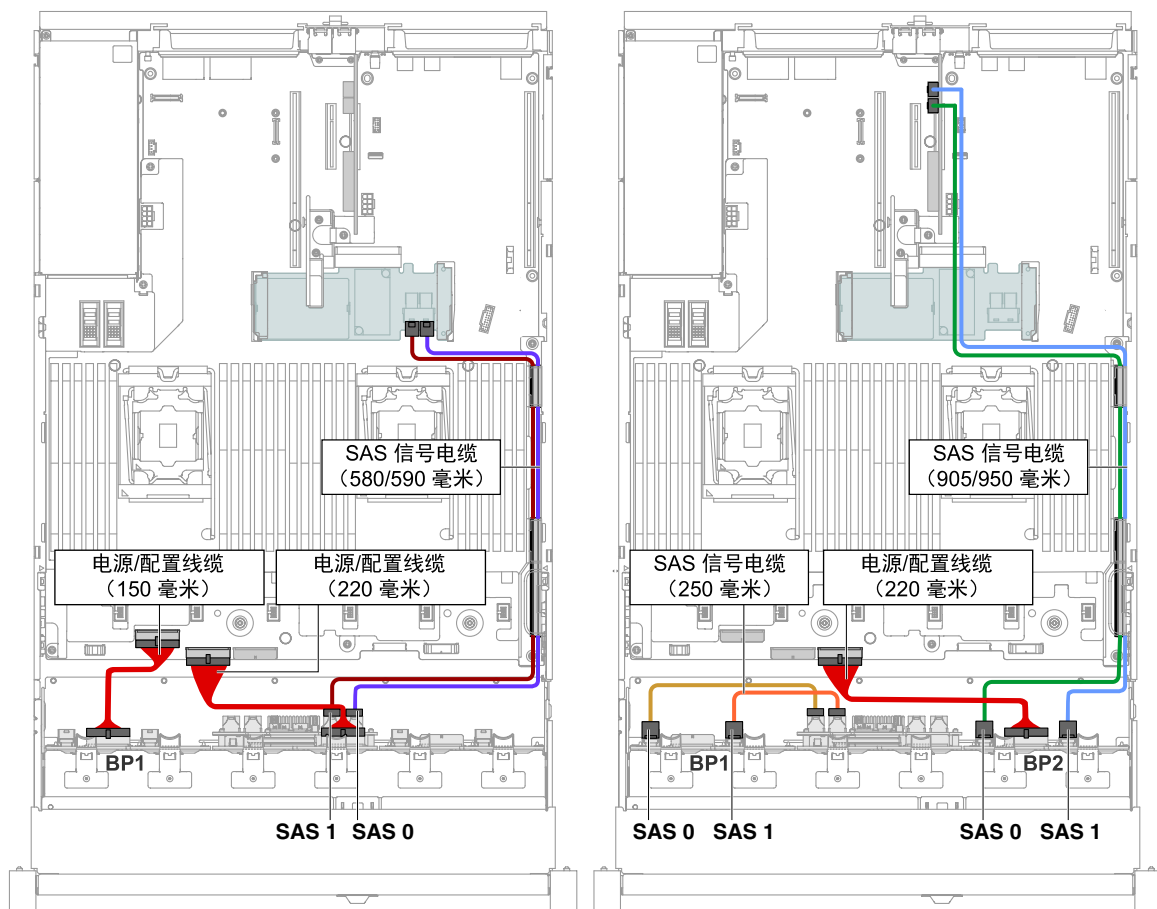 SAS 信号电缆
（580/590 毫米）
电源/配置线缆
（150 毫米）
电源/配置线缆
（220 毫米）
BP1
SAS 1
SAS 0
SAS 信号电缆
（905/950 毫米）
SAS 信号电缆
（250 毫米）
电源/配置线缆
（220 毫米）
BP1
BP2
SAS 0
SAS 1
SAS 0
SAS 1